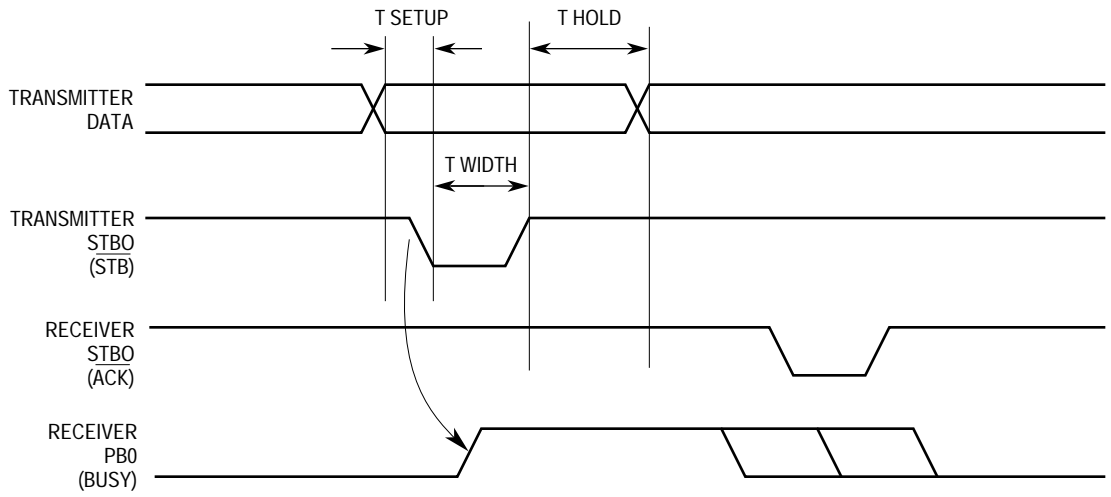 T SETUP
T HOLD
TRANSMITTER
DATA
T WIDTH
TRANSMITTER
STBO
(STB)
RECEIVER
STBO
(ACK)
RECEIVER
PB0
(BUSY)